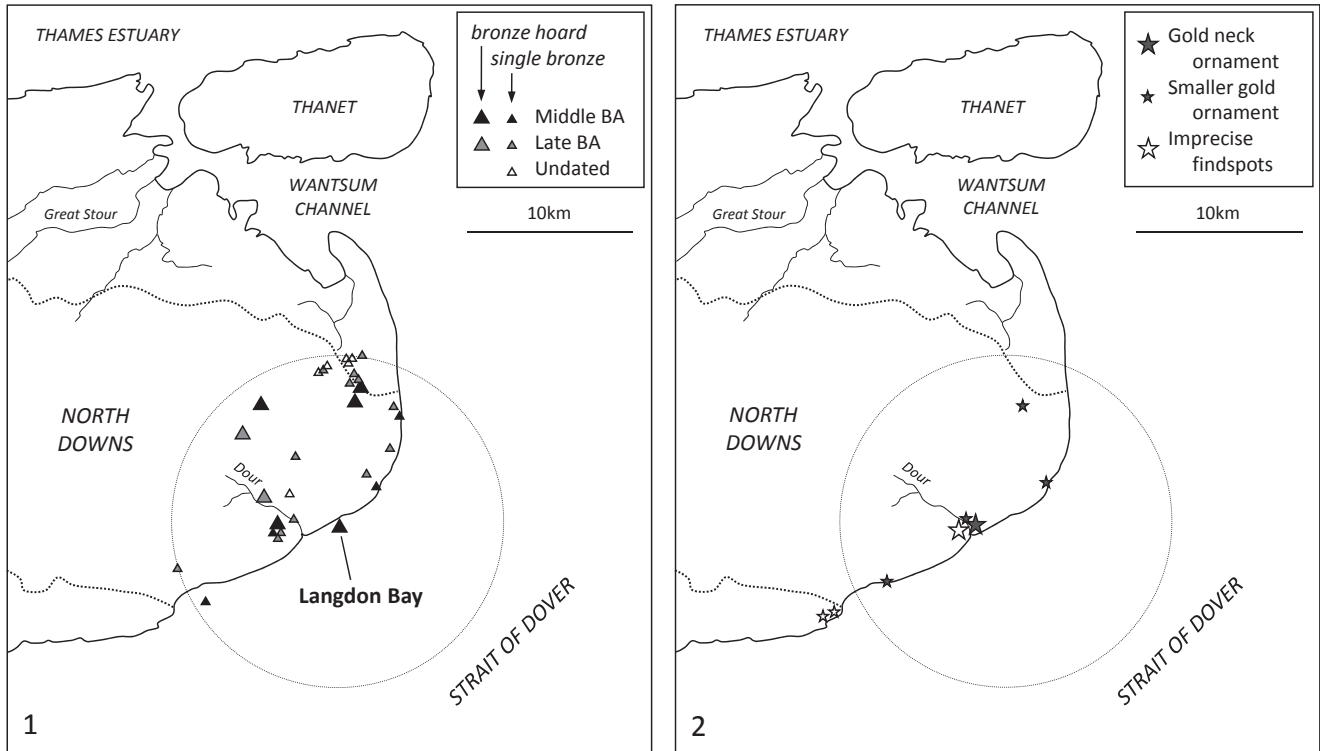 THAMES ESTUARY
THANET
bronze hoard
single bronze
Middle BA
Late BA
Undated
10km
WANTSUM
CHANNEL
Great Stour
NORTH
DOWNS
Dour
Langdon Bay
STRAIT OF DOVER
1
THAMES ESTUARY
THANET
Gold neck
ornament
Smaller gold
ornament
Imprecise
findspots
10km
WANTSUM
CHANNEL
Great Stour
NORTH
DOWNS
Dour
STRAIT OF DOVER
2